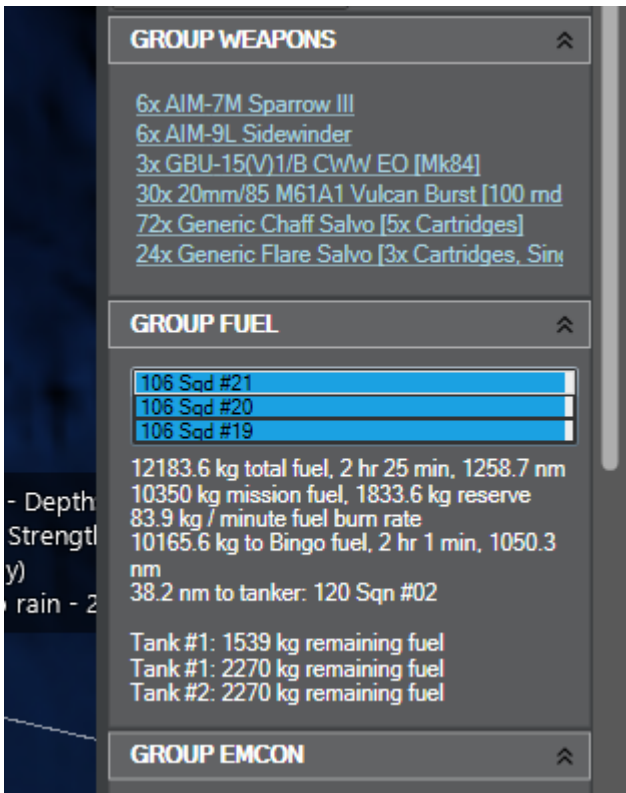 GROUP WEAPONS
6x AIM-7M Sparrow III
6x AIM-9L Sidewinder
3x GBU-15(V)1/B CWW EO [Mk84]
30x 20mm/85 M61A1 Vulcan Burst [100 rnd
72x Generic Chaff Salvo [5x Cartridges]
24x Generic Flare Salvo [3x Cartridges, Sin
GROUP FUEL
106 Sqd #21
106 Sqd #20
106 Sqd #19
12183.6 kg total fuel, 2 hr 25 min, 1258.7 nm
10350 kg mission fuel, 1833.6 kg reserve
83.9 kg / minute fuel burn rate
10165.6 kg to Bingo fuel, 2 hr 1 min, 1050.3
nm
38.2 nm to tanker: 120 Sqn #02
Tank #1: 1539 kg remaining fuel
Tank #1: 2270 kg remaining fuel
Tank #2: 2270 kg remaining fuel
GROUP EMCON
- Depth
Strengt
y)
rain - 2